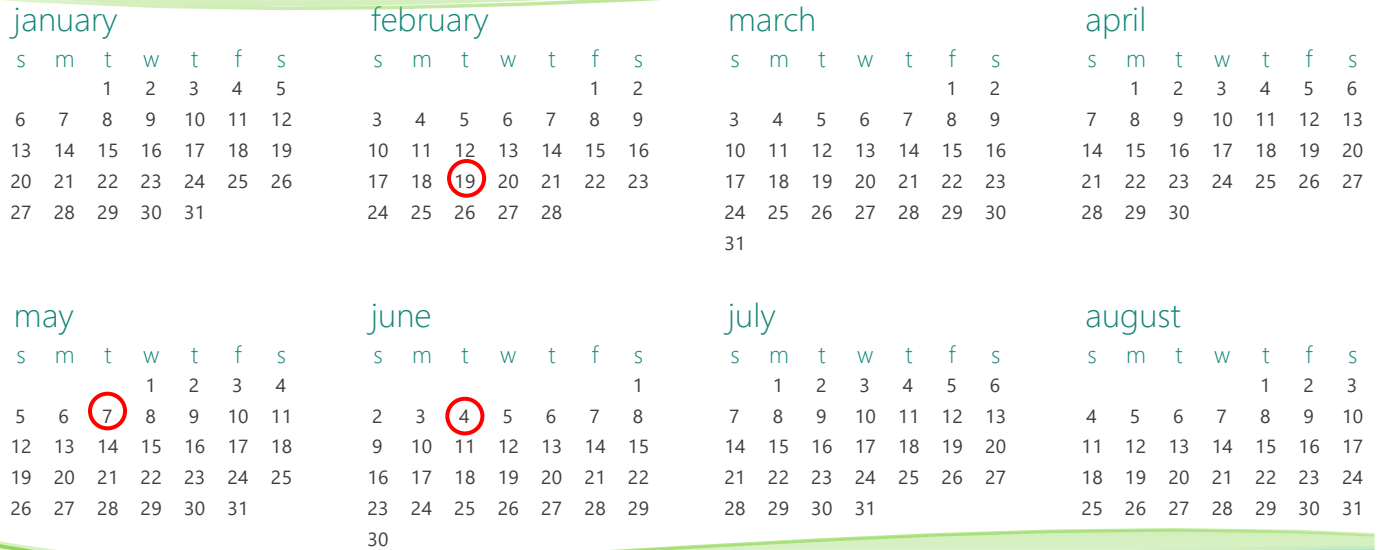 january february march april
s m t w t f s s m t w t f s s m t w t f s s m t w t f s
1 2 3 4 5 1 2 1 2 1 2 3 4 5 6
6 7 8 9 10 11 12 3 4 5 6 7 8 9 3 4 5 6 7 8 9 7 8 9 10 11 12 13
13 14 15 16 17 18 19 10 11 12 13 14 15 16 10 11 12 13 14 15 16 14 15 16 17 18 19 20
20 21 22 23 24 25 26 17 18 19 20 21 22 23 17 18 19 20 21 22 23 21 22 23 24 25 26 27
27 28 29 30 31 24 25 26 27 28 24 25 26 27 28 29 30 28 29 30
31
may june july august
s m t w t f s s m t w t f s s m t w t f s s m t w t f s
1 2 3 4 1 1 2 3 4 5 6 1 2 3
5 6 7 8 9 10 11 2 3 4 5 6 7 8 7 8 9 10 11 12 13 4 5 6 7 8 9 10
12 13 14 15 16 17 18 9 10 11 12 13 14 15 14 15 16 17 18 19 20 11 12 13 14 15 16 17
19 20 21 22 23 24 25 16 17 18 19 20 21 22 21 22 23 24 25 26 27 18 19 20 21 22 23 24
26 27 28 29 30 31 23 24 25 26 27 28 29 28 29 30 31 25 26 27 28 29 30 31
30